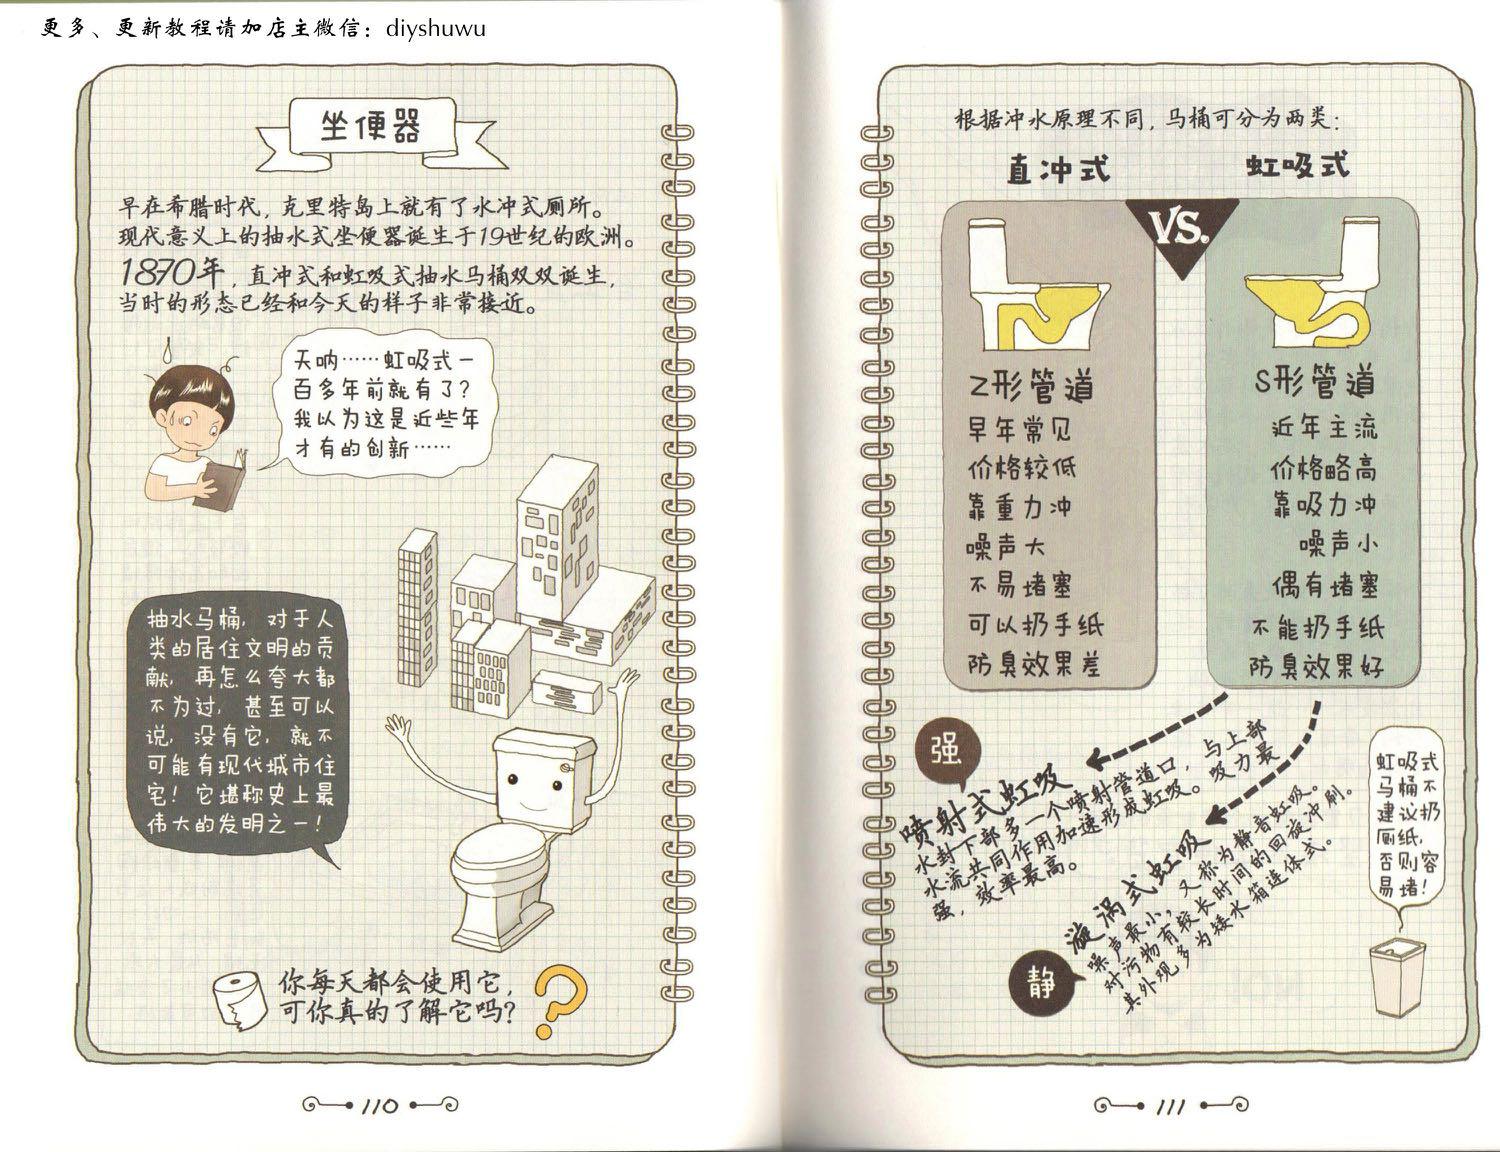 更多、更新教程请加店主微信：diyshuwu
坐便器
早在希腊时代，克里特岛上就有了水冲式厕所。
现代意义上的抽水式坐便器诞生于19世纪的欧洲。
1870年，直冲式和虹吸式抽水马桶双双诞生，
当时的形态已经和今天的样子非常接近。
天呐……虹吸式一
百多年前就有了？
我以为这是近些年
才有的创新……
抽水马桶，对于人
类的居住文明的贡
献，再怎么夸大都
不为过，甚至可以
说，没有它，就不
可能有现代城市住
宅！它堪称史上最
伟大的发明之一！
你每天都会使用它，
可你真的了解它吗？
110
根据冲水原理不同，马桶可分为两类：
直冲式
VS.
虹吸式
Z形管道
早年常见
价格较低
靠重力冲
噪声大
不易堵塞
可以扔手纸
防臭效果差
S形管道
近年主流
价格略高
靠吸力冲
噪声小
偶有堵塞
不能扔手纸
防臭效果好
强
喷射式虹吸
水封下部多一个喷射管道口，与上部
水流共同作用加速形成虹吸。吸力最
强，效率最高。
静
漩涡式虹吸
噪声最小，又称为静音虹吸。
对污物有较长时间的回旋冲刷。
其外观多为矮水箱连体式。
虹吸式
马桶不
建议扔
厕纸，
否则容
易堵！
111